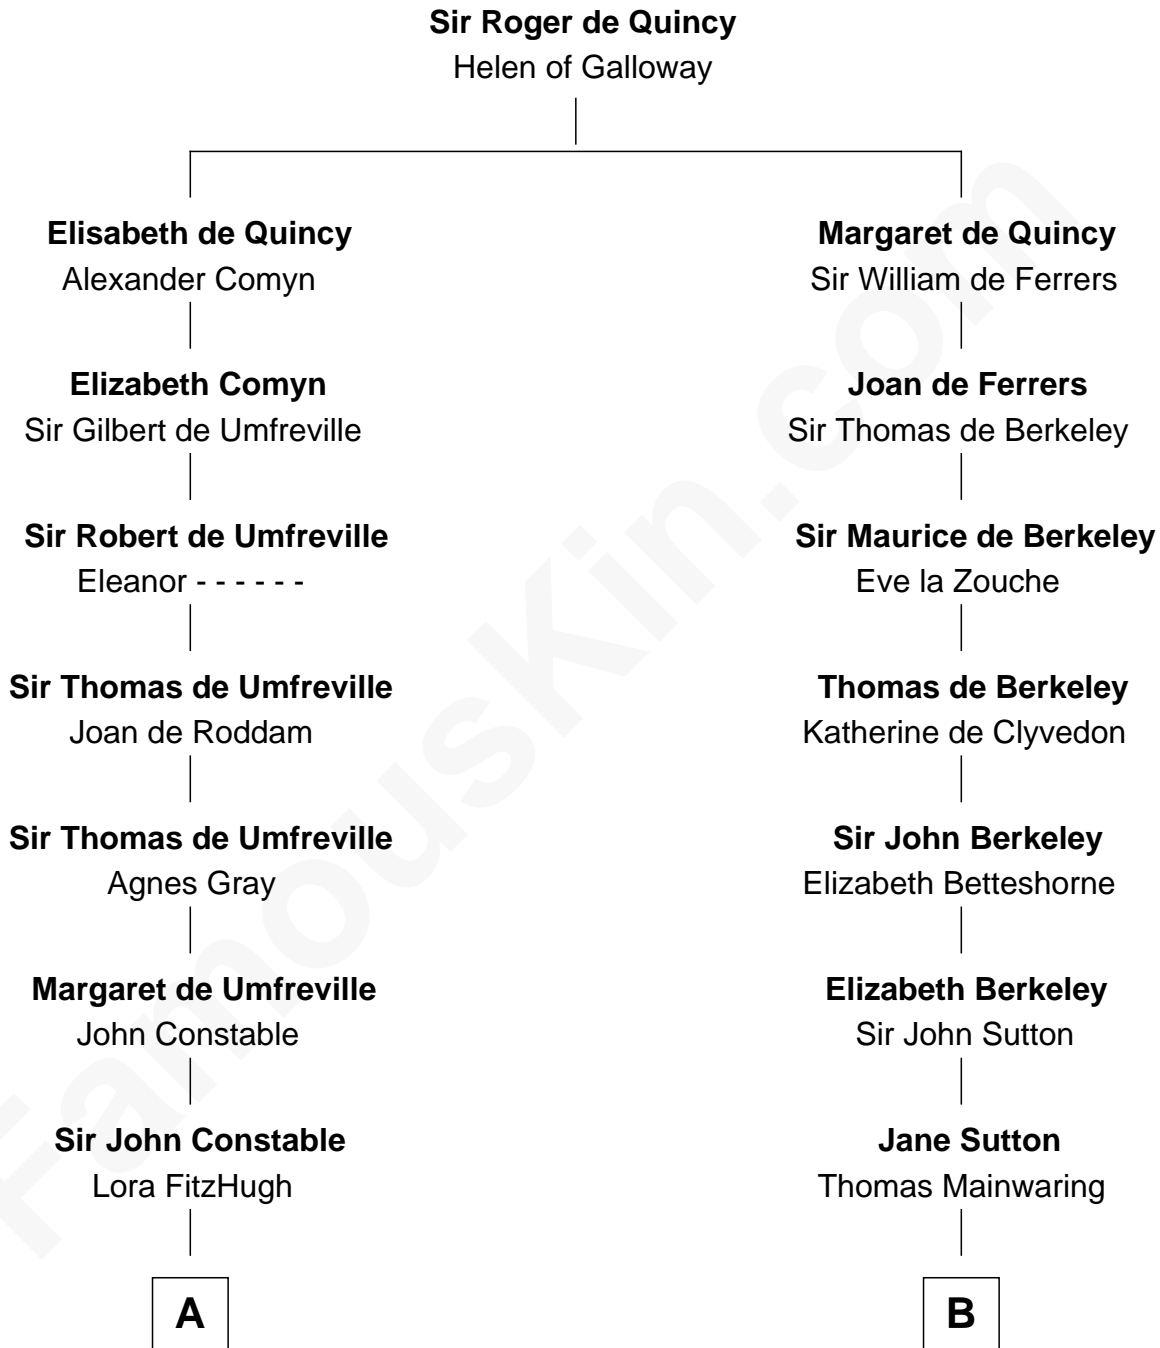 Sir Roger de Quincy
Helen of Galloway
Elisabeth de Quincy
Alexander Comyn
Margaret de Quincy
Sir William de Ferrers
Elizabeth Comyn
Sir Gilbert de Umfreville
Joan de Ferrers
Sir Thomas de Berkeley
Sir Robert de Umfreville
Eleanor - - - - - -
Sir Maurice de Berkeley
Eve la Zouche
Sir Thomas de Umfreville
Joan de Roddam
Thomas de Berkeley
Katherine de Clyvedon
Sir Thomas de Umfreville
Agnes Gray
Sir John Berkeley
Elizabeth Betteshorne
Margaret de Umfreville
John Constable
Elizabeth Berkeley
Sir John Sutton
Sir John Constable
Lora FitzHugh
Jane Sutton
Thomas Mainwaring
A
B
FamousKin.com